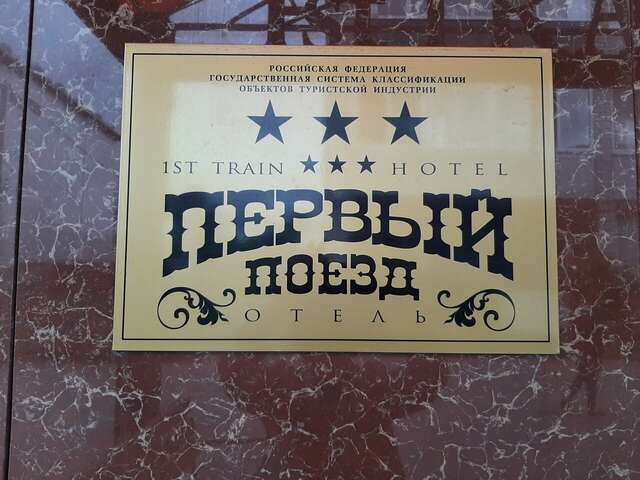 РОССИЙСКАЯ ФЕДЕРАЦИЯ
ГОСУДАРСТВЕННАЯ СИСТЕМА КЛАССИФИКАЦИИ
ОБЪЕКТОВ ТУРИСТСКОЙ ИНДУСТРИИ
★ ★ ★
1ST TRAIN ★★★ HOTEL
ПЕРВЫЙ
ПОЕЗД
ОТЕЛЬ